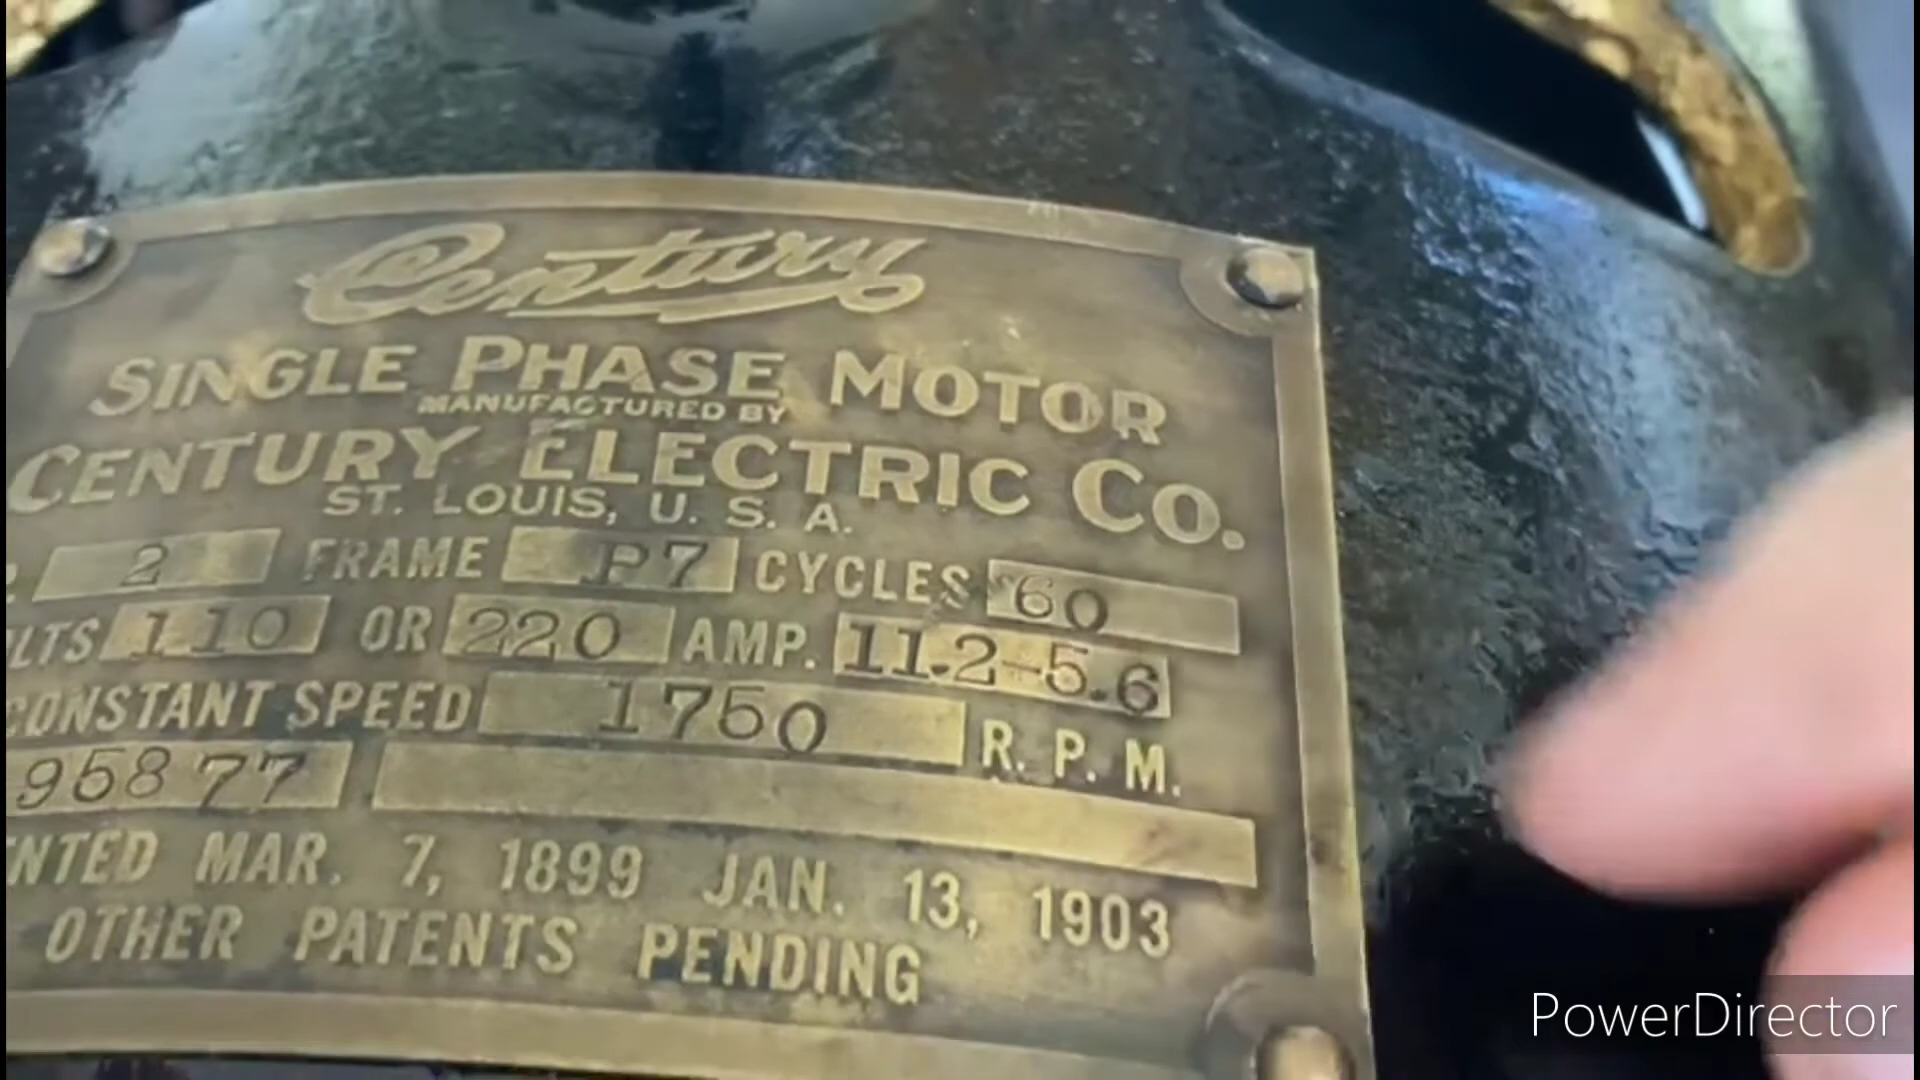 Century
SINGLE PHASE MOTOR
MANUFACTURED BY
CENTURY ELECTRIC CO.
ST. LOUIS, U. S. A.
2 FRAME P7 CYCLES 60
LTS 110 OR 220 AMP. 11.2-5.6
CONSTANT SPEED 1750 R. P. M.
95877
NTED MAR. 7, 1899 JAN. 13, 1903
OTHER PATENTS PENDING
PowerDirector